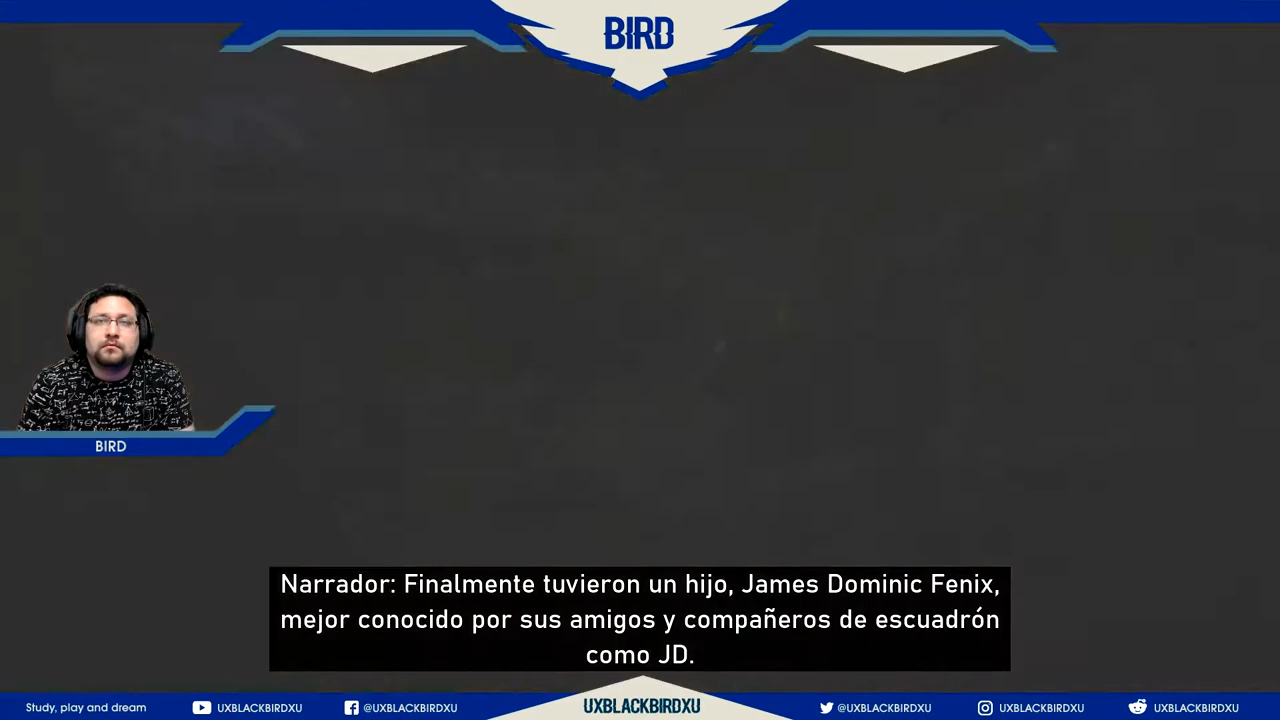 BIRD
BIRD
Narrador: Finalmente tuvieron un hijo, James Dominic Fenix,
mejor conocido por sus amigos y compañeros de escuadrón
como JD.
Study, play and dream
UXBLACKBIRDXU
@UXBLACKBIRDXU
UXBLACKBIRDXU
@UXBLACKBIRDXU
UXBLACKBIRDXU
UXBLACKBIRDXU